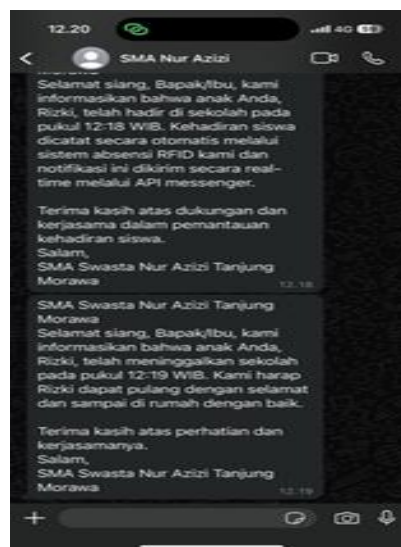 12.20
4G
SMA Nur Azizi
Morawa
Selamat siang, Bapak/Ibu, kami
informasikan bahwa anak Anda,
Rizki, telah hadir di sekolah pada
pukul 12:18 WIB. Kehadiran siswa
dicatat secara otomatis melalui
sistem absensi RFID kami dan
notifikasi ini dikirim secara real-
time melalui API messenger.
Terima kasih atas dukungan dan
kerjasama dalam pemantauan
kehadiran siswa.
Salam,
SMA Swasta Nur Azizi Tanjung
Morawa
12.18
SMA Swasta Nur Azizi Tanjung
Morawa
Selamat siang, Bapak/Ibu, kami
informasikan bahwa anak Anda,
Rizki, telah meninggalkan sekolah
pada pukul 12:19 WIB. Kami harap
Rizki dapat pulang dengan selamat
dan sampai di rumah dengan baik.
Terima kasih atas perhatian dan
kerjasamanya.
Salam,
SMA Swasta Nur Azizi Tanjung
Morawa
12.19